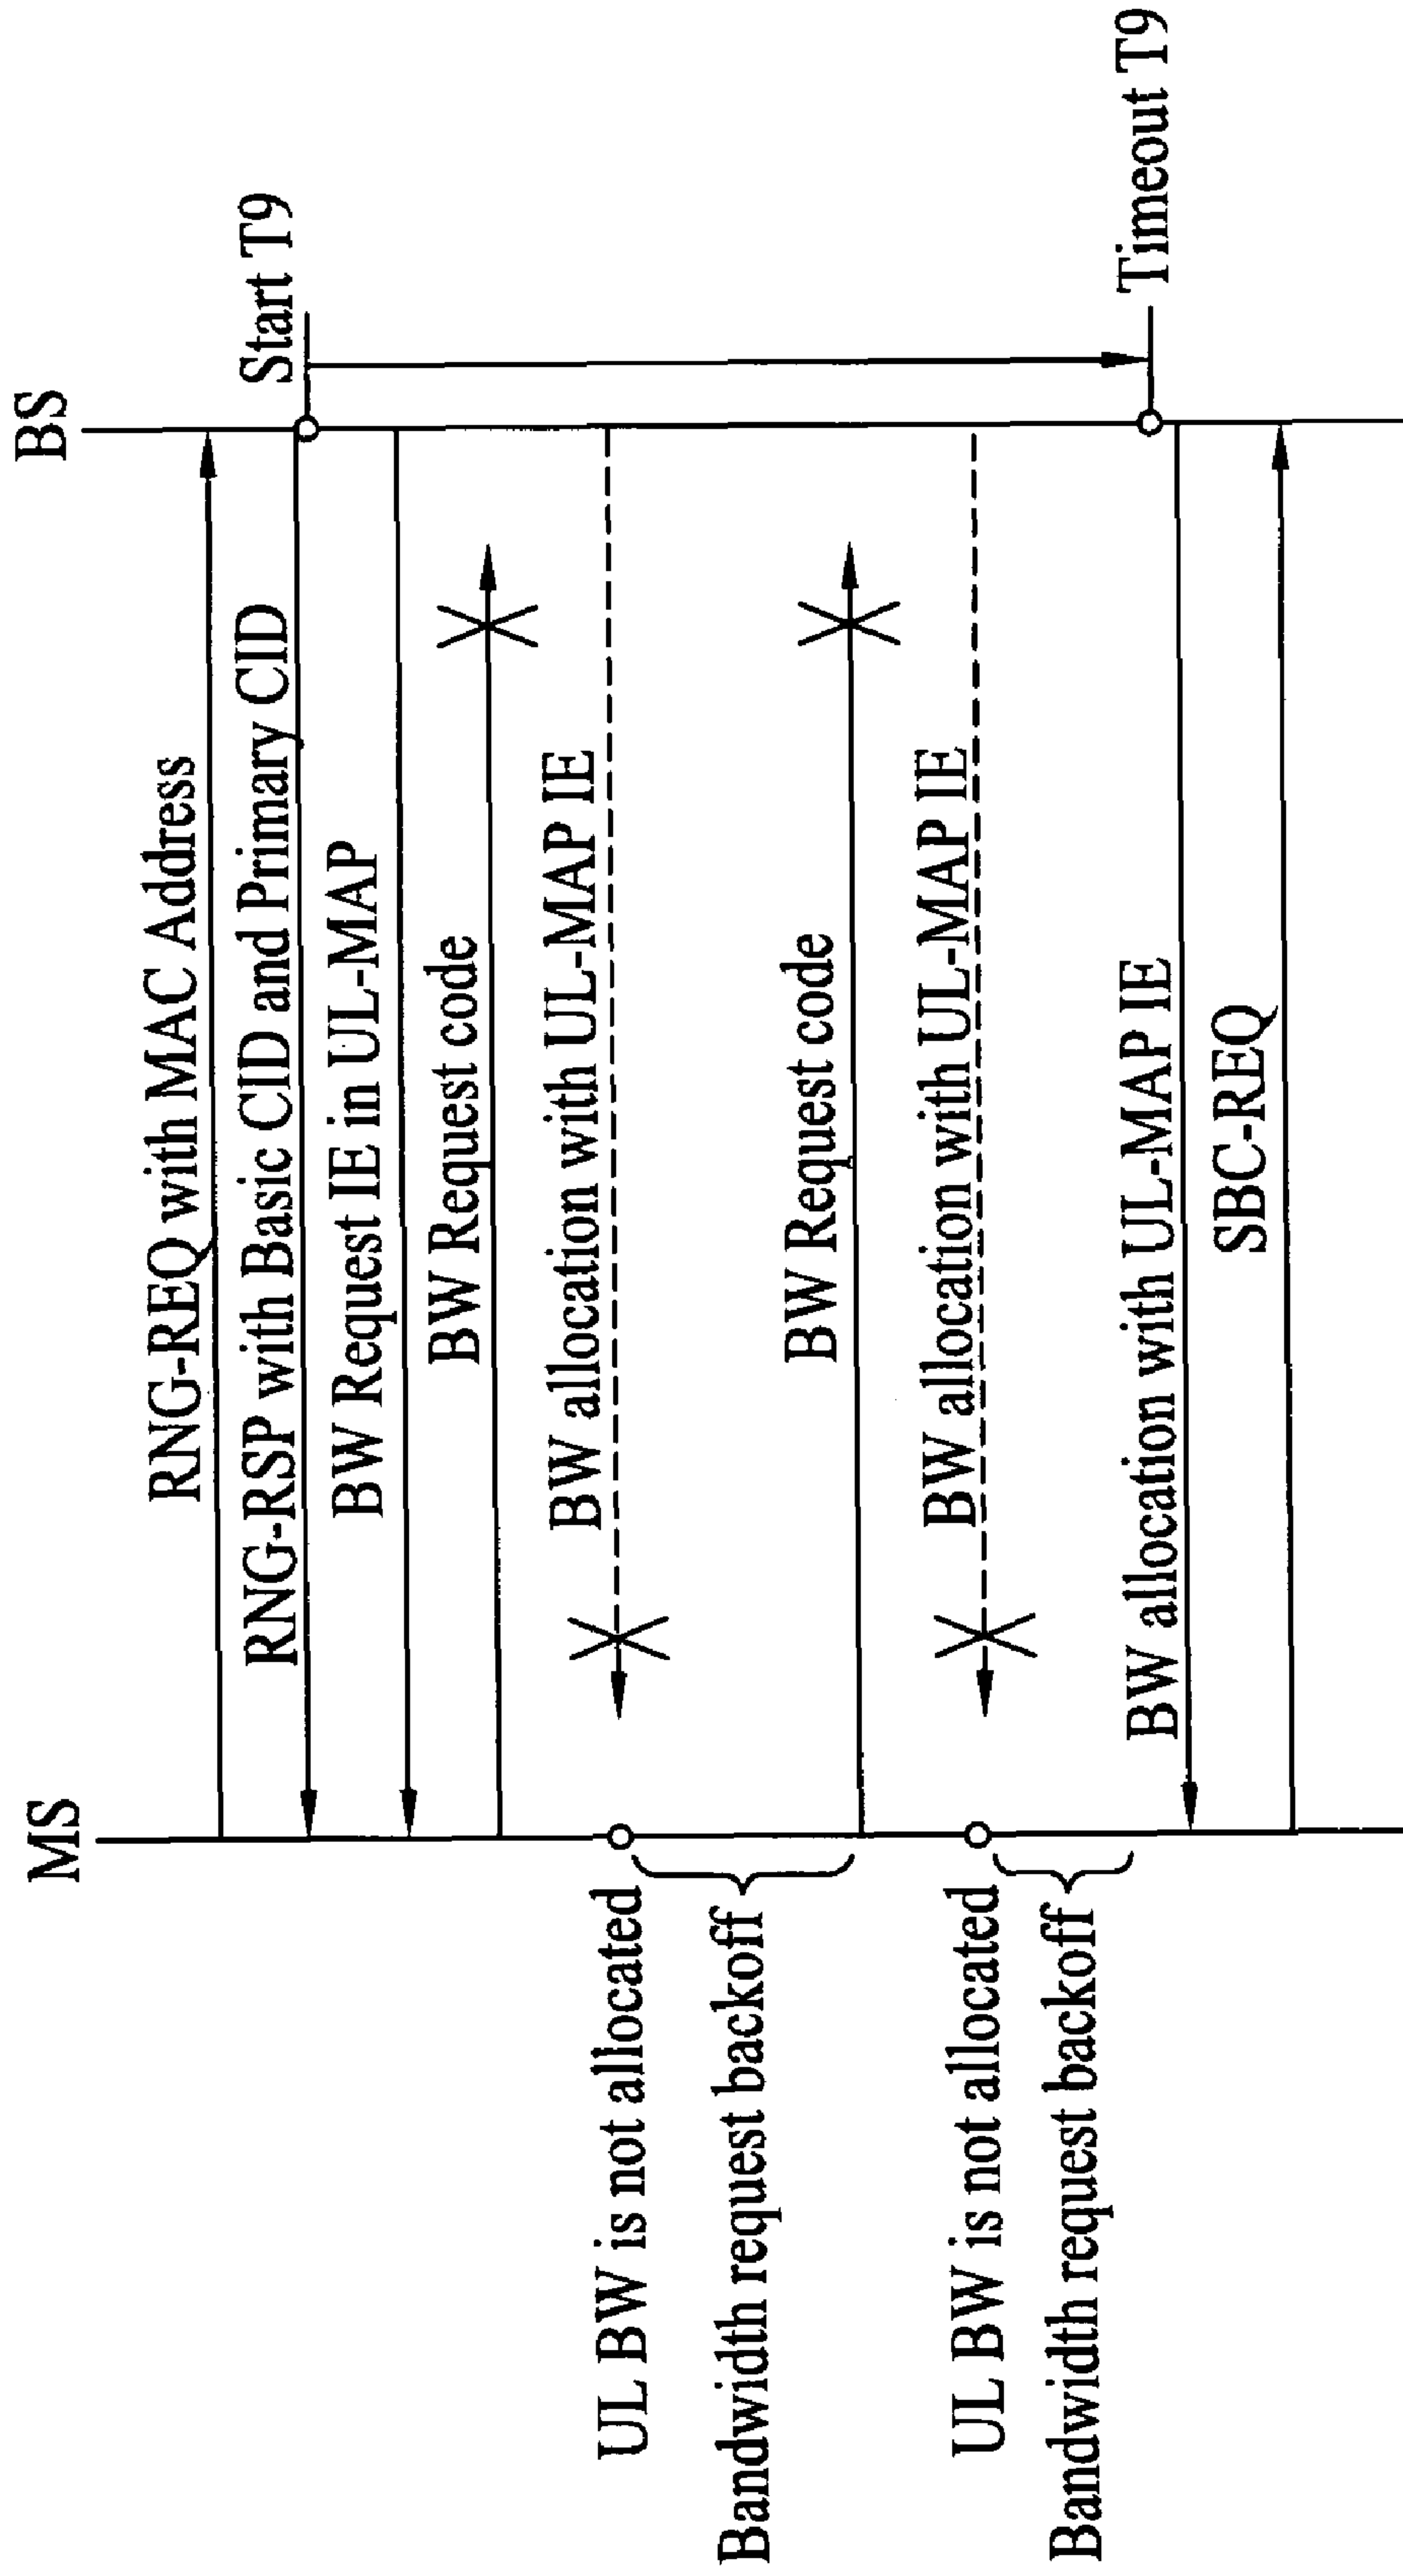 MS
BS
RNG-REQ with MAC Address
RNG-RSP with Basic CID and Primary CID
Start T9
BW Request IE in UL-MAP
BW Request code
BW allocation with UL-MAP IE
UL BW is not allocated
Bandwidth request backoff
BW Request code
BW allocation with UL-MAP IE
UL BW is not allocated
Bandwidth request backoff
Timeout T9
BW allocation with UL-MAP IE
SBC-REQ